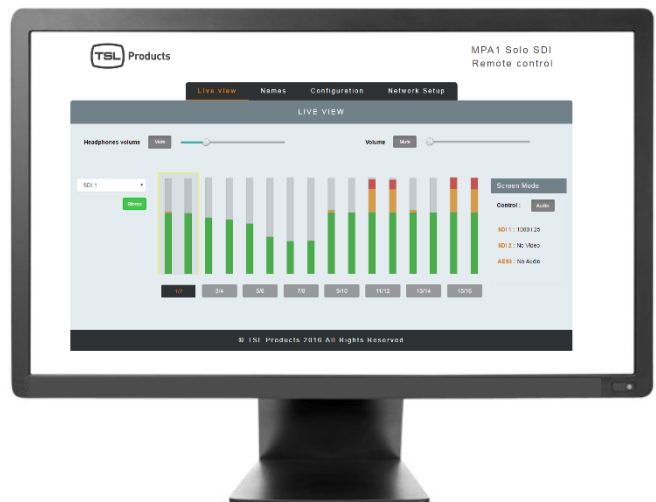 TSL Products
MPA1 Solo SDI
Remote control
Live view Names Configuration Network Setup
LIVE VIEW
Headphones volume Mute Volume Mute
SDI 1
Stereo
Screen Mode
Control : Audio
SDI 1 : 1080 i 25
SDI 2 : No Video
AES3 : No Audio
1/2 3/4 5/6 7/8 9/10 11/12 13/14 15/16
© TSL Products 2016 All Rights Reserved